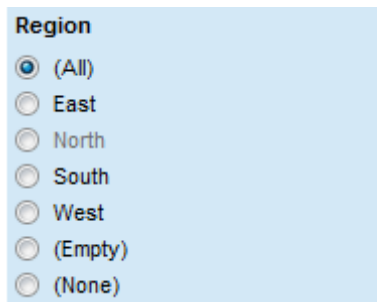 Region
(All)
East
North
South
West
(Empty)
(None)